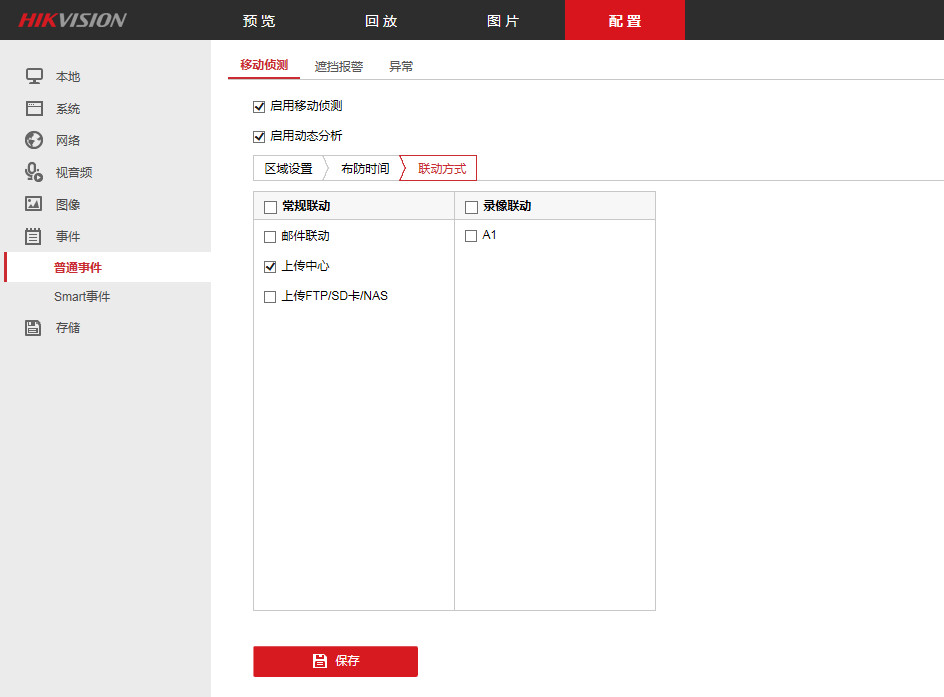 HIKVISION 预览 回放 图片 配置
本地
系统
网络
视音频
图像
事件
普通事件
Smart事件
存储
移动侦测 遮挡报警 异常
启用移动侦测
启用动态分析
区域设置 布防时间 联动方式
常规联动 录像联动
邮件联动 A1
上传中心
上传FTP/SD卡/NAS
保存